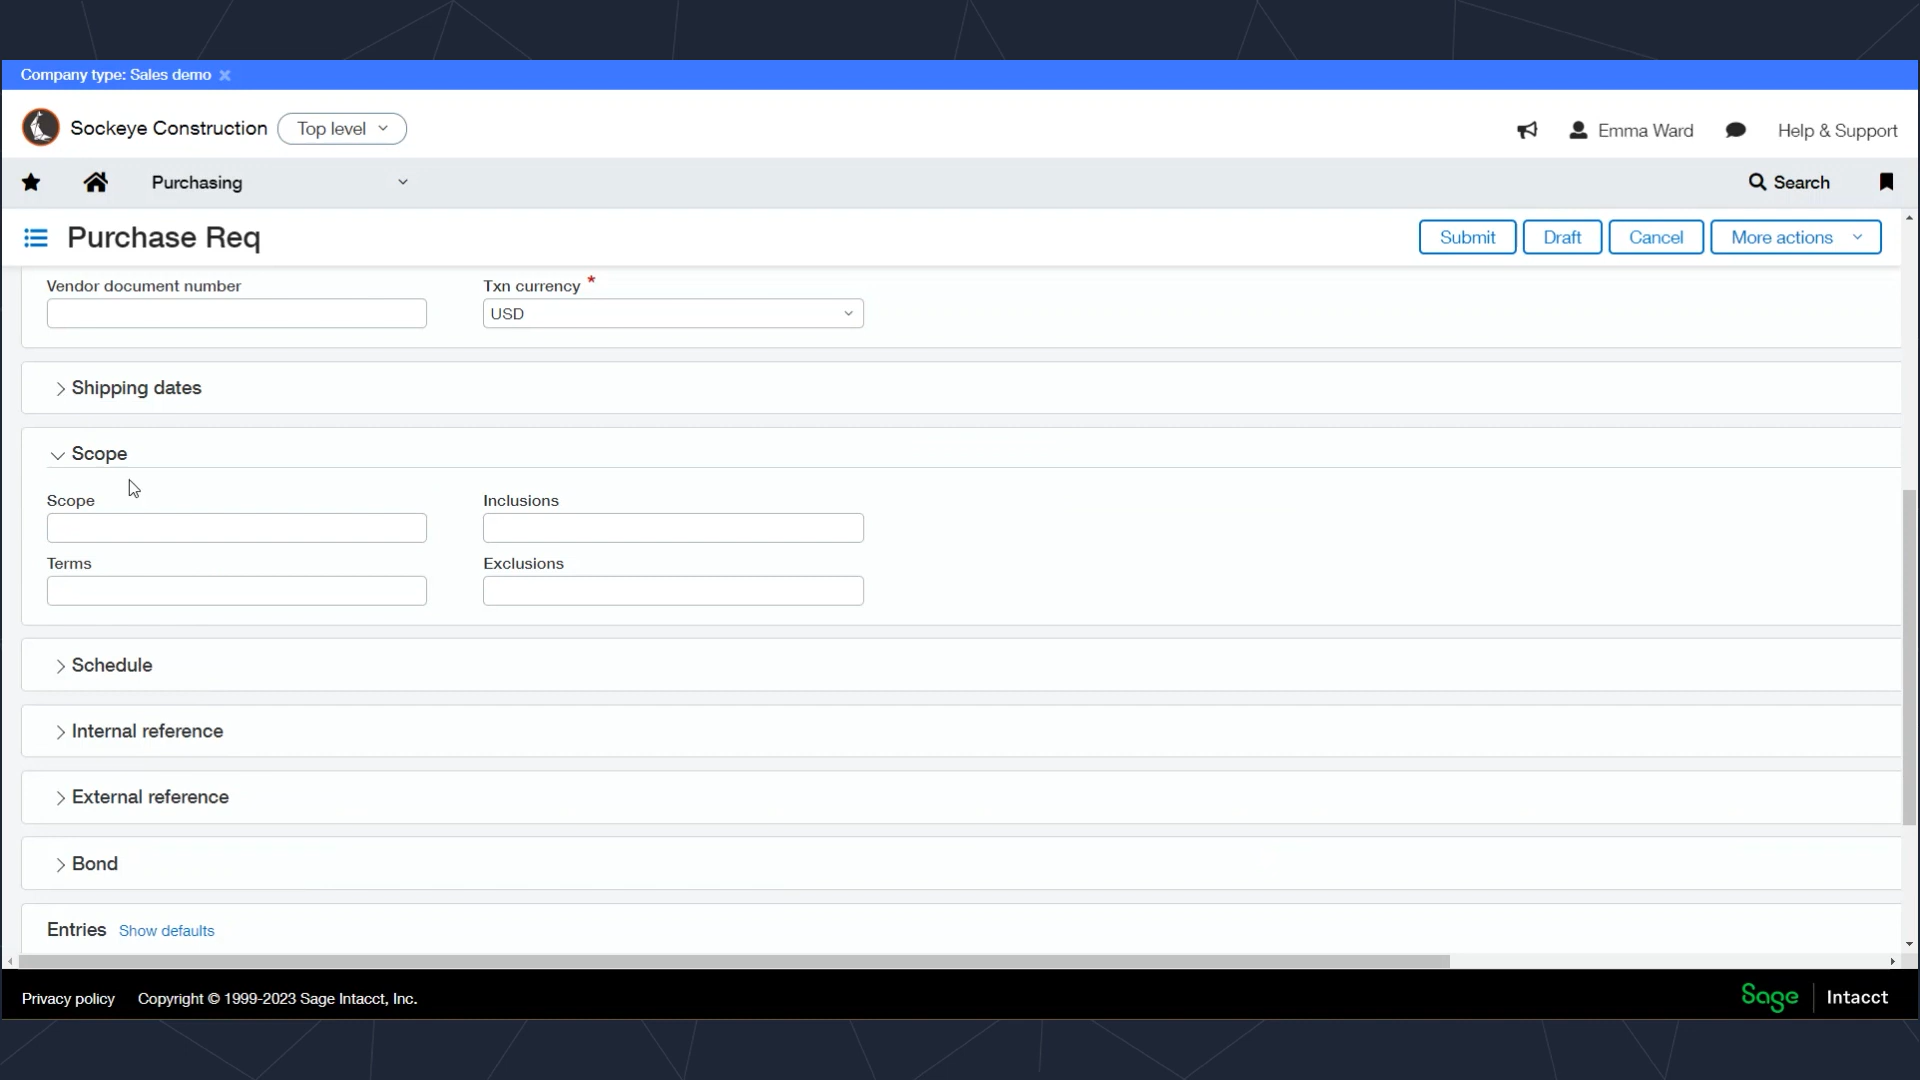 Company type: Sales demo
Sockeye Construction Top level Emma Ward Help & Support
Purchasing Search
Purchase Req Submit Draft Cancel More actions
Vendor document number Txn currency *
USD
Shipping dates
Scope
Scope Inclusions
Terms Exclusions
Schedule
Internal reference
External reference
Bond
Entries Show defaults
Privacy policy Copyright © 1999-2023 Sage Intacct, Inc. Sage Intacct